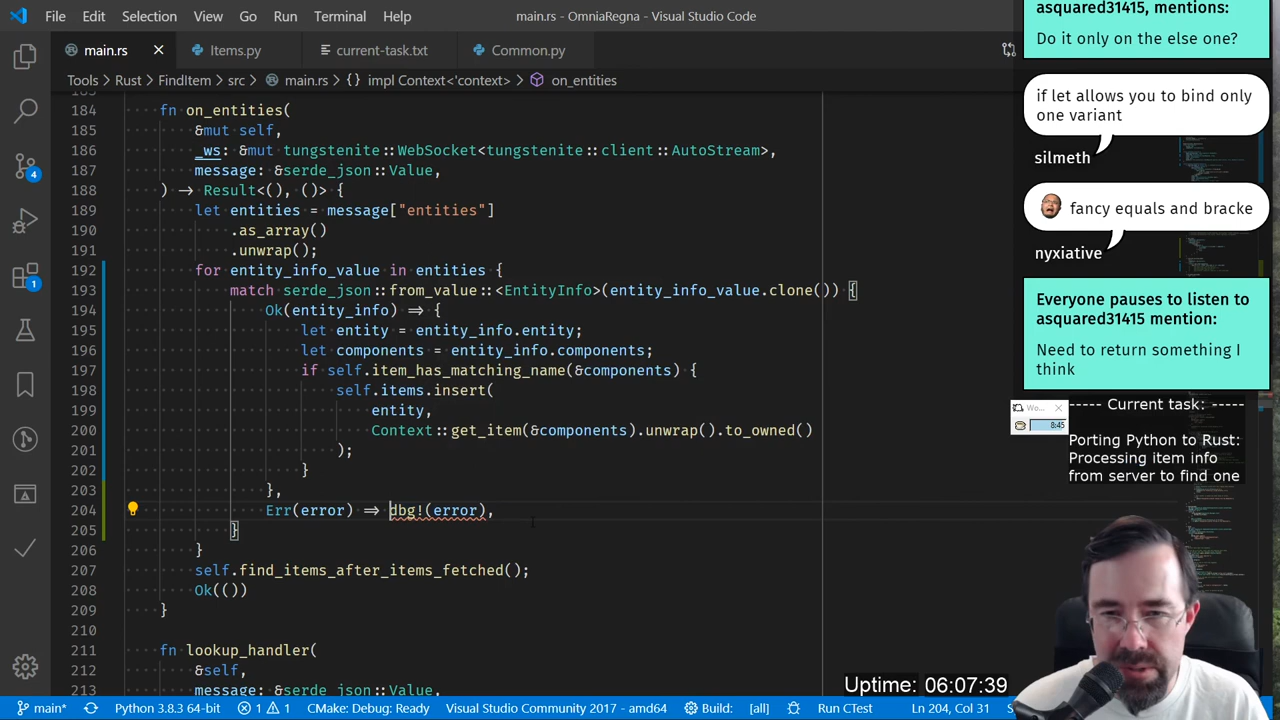 File Edit Selection View Go Run Terminal Help main.rs - OmniaRegna - Visual Studio Code
main.rs Items.py current-task.txt Common.py
Tools > Rust > FindItem > src > main.rs > {} impl Context<'context> > on_entities
184 fn on_entities(
185 &mut self,
186 _ws: &mut tungstenite::WebSocket<tungstenite::client::AutoStream>,
187 message: &serde_json::Value,
188 ) → Result<(), ()> {
189 let entities = message["entities"]
190 .as_array()
191 .unwrap();
192 for entity_info_value in entities {
193 match serde_json::from_value::<EntityInfo>(entity_info_value.clone()) {
194 Ok(entity_info) ⇒ {
195 let entity = entity_info.entity;
196 let components = entity_info.components;
197 if self.item_has_matching_name(&components) {
198 self.items.insert(
199 entity,
200 Context::get_item(&components).unwrap().to_owned()
201 );
202 }
203 },
204 Err(error) ⇒ dbg!(error),
205 }
206 }
207 self.find_items_after_items_fetched();
208 Ok(())
209 }
210
211 fn lookup_handler(
212 &self,
213 message: &serde_json::Value,
asquared31415, mentions:
Do it only on the else one?
if let allows you to bind only
one variant
silmeth
fancy equals and bracke
nyxiative
Everyone pauses to listen to
asquared31415 mention:
Need to return something I
think
Wo...
8:45
----- Current task: -----
Porting Python to Rust:
Processing item info
from server to find one
4
1
Uptime: 06:07:39
main* Python 3.8.3 64-bit 1 1 CMake: Debug: Ready Visual Studio Community 2017 - amd64 Build: [all] Run CTest Ln 204, Col 31